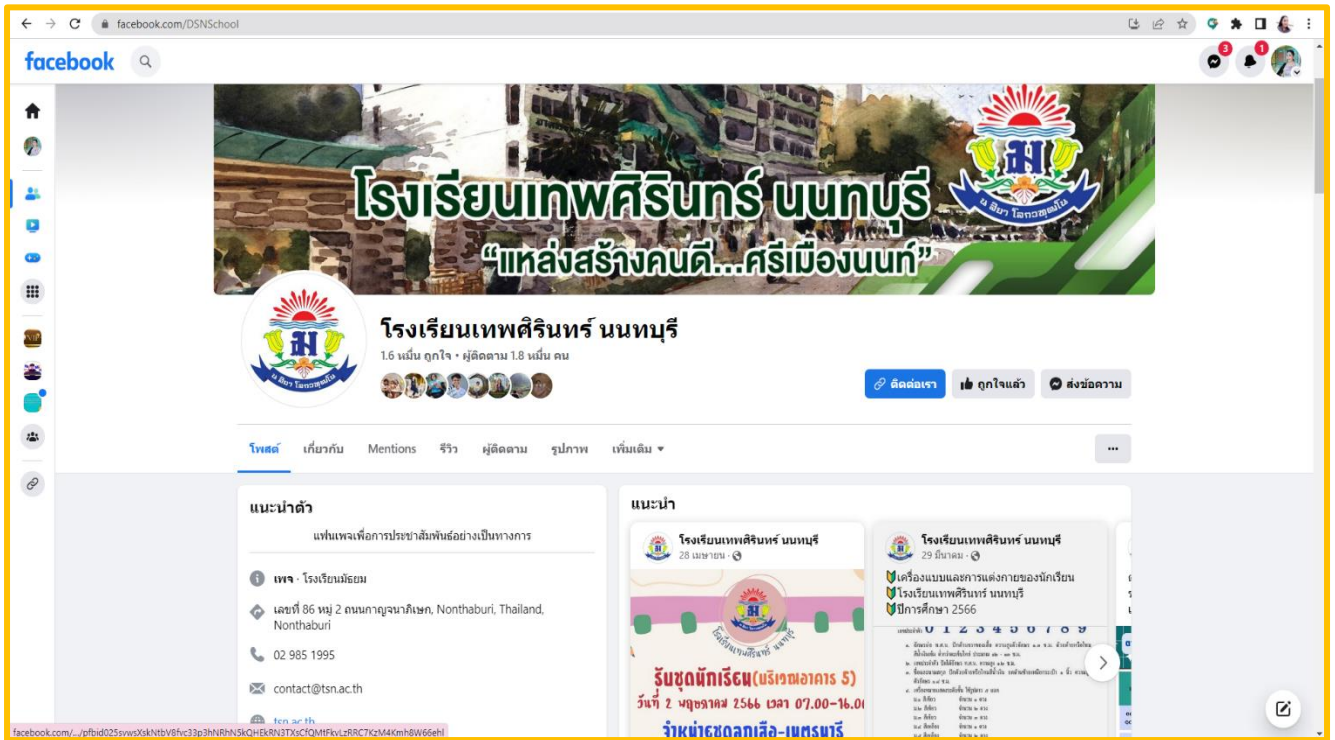 facebook.com/DSNSchool
facebook
3
1
โรงเรียนเทพศิรินทร์ นนทบุรี
“แหล่งสร้างคนดี...ศรีเมืองนนท์”
น สิยา โลกวฑฺฒโน
โรงเรียนเทพศิรินทร์ นนทบุรี
1.6 หมื่น ถูกใจ • ผู้ติดตาม 1.8 หมื่น คน
ติดต่อเรา
ถูกใจแล้ว
ส่งข้อความ
โพสต์ เกี่ยวกับ Mentions รีวิว ผู้ติดตาม รูปภาพ เพิ่มเติม
แนะนำตัว
แฟนเพจเพื่อการประชาสัมพันธ์อย่างเป็นทางการ
เพจ · โรงเรียนมัธยม
เลขที่ 86 หมู่ 2 ถนนกาญจนาภิเษก, Nonthaburi, Thailand,
Nonthaburi
02 985 1995
contact@tsn.ac.th
tsn.ac.th
แนะนำ
โรงเรียนเทพศิรินทร์ นนทบุรี
28 เมษายน
รับชุดนักเรียน(บริเวณอาคาร 5)
วันที่ 2 พฤษภาคม 2566 เวลา 07.00-16.0
จำหน่ายชุดลูกเสือ-เนตรนารี
โรงเรียนเทพศิรินทร์ นนทบุรี
29 มีนาคม
เครื่องแบบและการแต่งกายของนักเรียน
โรงเรียนเทพศิรินทร์ นนทบุรี
ปีการศึกษา 2566